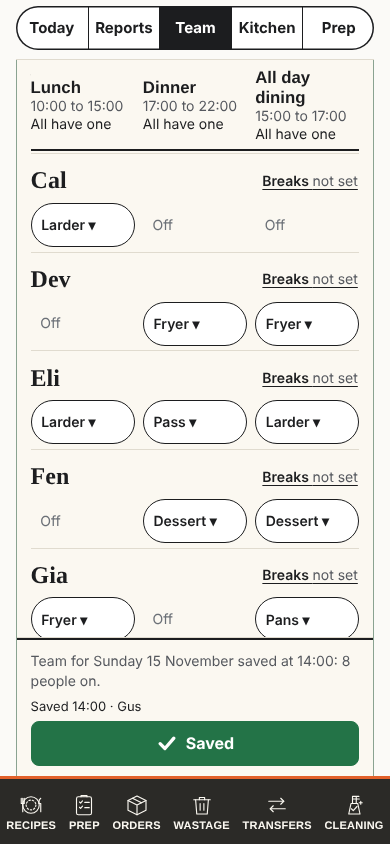 Today Reports Team Kitchen Prep
Lunch Dinner All day dining
10:00 to 15:00 17:00 to 22:00 15:00 to 17:00
All have one All have one All have one
Cal Breaks not set
Larder ▾ Off Off
Dev Breaks not set
Off Fryer ▾ Fryer ▾
Eli Breaks not set
Larder ▾ Pass ▾ Larder ▾
Fen Breaks not set
Off Dessert ▾ Dessert ▾
Gia Breaks not set
Fryer ▾ Off Pans ▾
Team for Sunday 15 November saved at 14:00: 8
people on.
Saved 14:00 · Gus
Saved
RECIPES PREP ORDERS WASTAGE TRANSFERS CLEANING